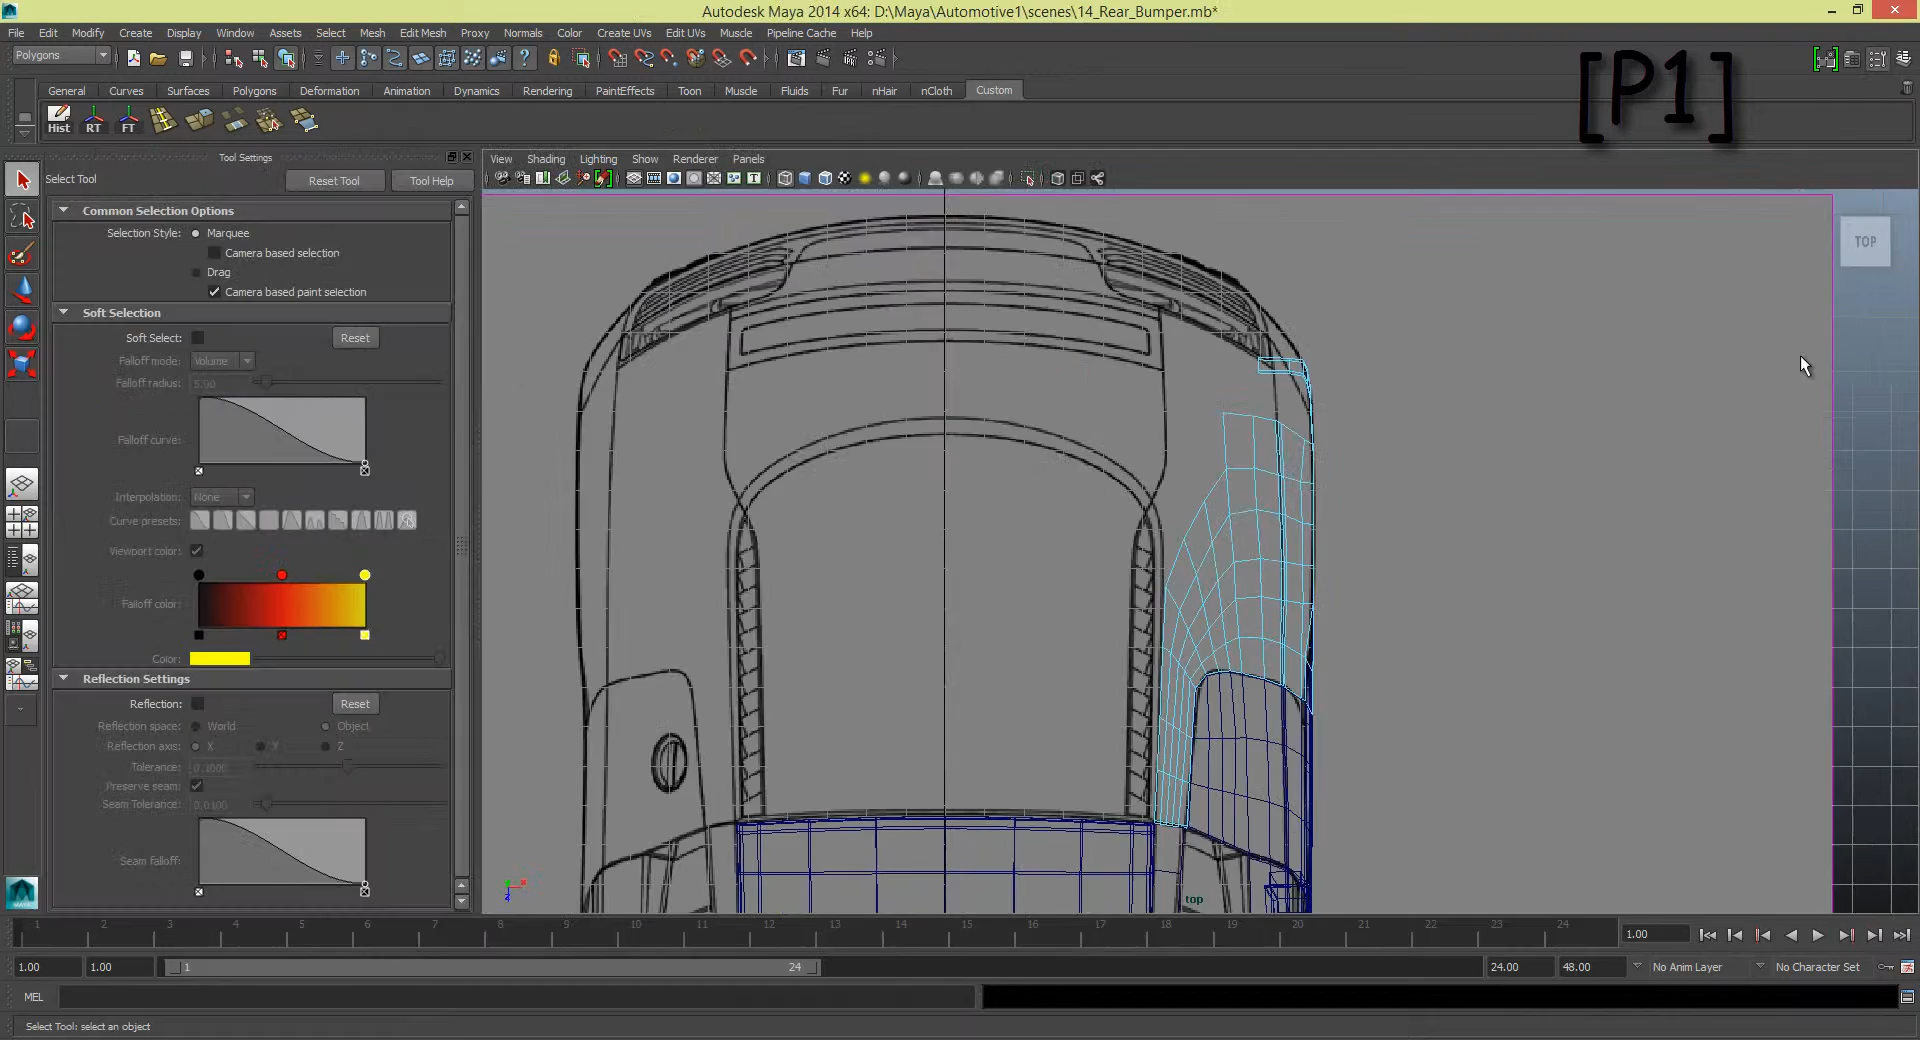 Autodesk Maya 2014 x64: D:\Maya\Automotive1\scenes\14_Rear_Bumper.mb*
File Edit Modify Create Display Window Assets Select Mesh Edit Mesh Proxy Normals Color Create UVs Edit UVs Muscle Pipeline Cache Help
Polygons
[P1]
General Curves Surfaces Polygons Deformation Animation Dynamics Rendering PaintEffects Toon Muscle Fluids Fur nHair nCloth Custom
Hist RT FT
Tool Settings
View Shading Lighting Show Renderer Panels
Select Tool Reset Tool Tool Help
Common Selection Options
Selection Style: Marquee
Camera based selection
Drag
Camera based paint selection
Soft Selection
Soft Select: Reset
Falloff mode: Volume
Falloff radius: 5.00
Falloff curve:
Interpolation: None
Curve presets:
Viewport color:
Falloff color:
Color:
Reflection Settings
Reflection: Reset
Reflection space: World Object
Reflection axis: X Y Z
Tolerance: 0.1000
Preserve seam:
Seam Tolerance: 0.0100
Seam falloff:
TOP
top
1 2 3 4 5 6 7 8 9 10 11 12 13 14 15 16 17 18 19 20 21 22 23 24
1.00
1.00 1.00 1 24 24.00 48.00 No Anim Layer No Character Set
MEL
Select Tool: select an object